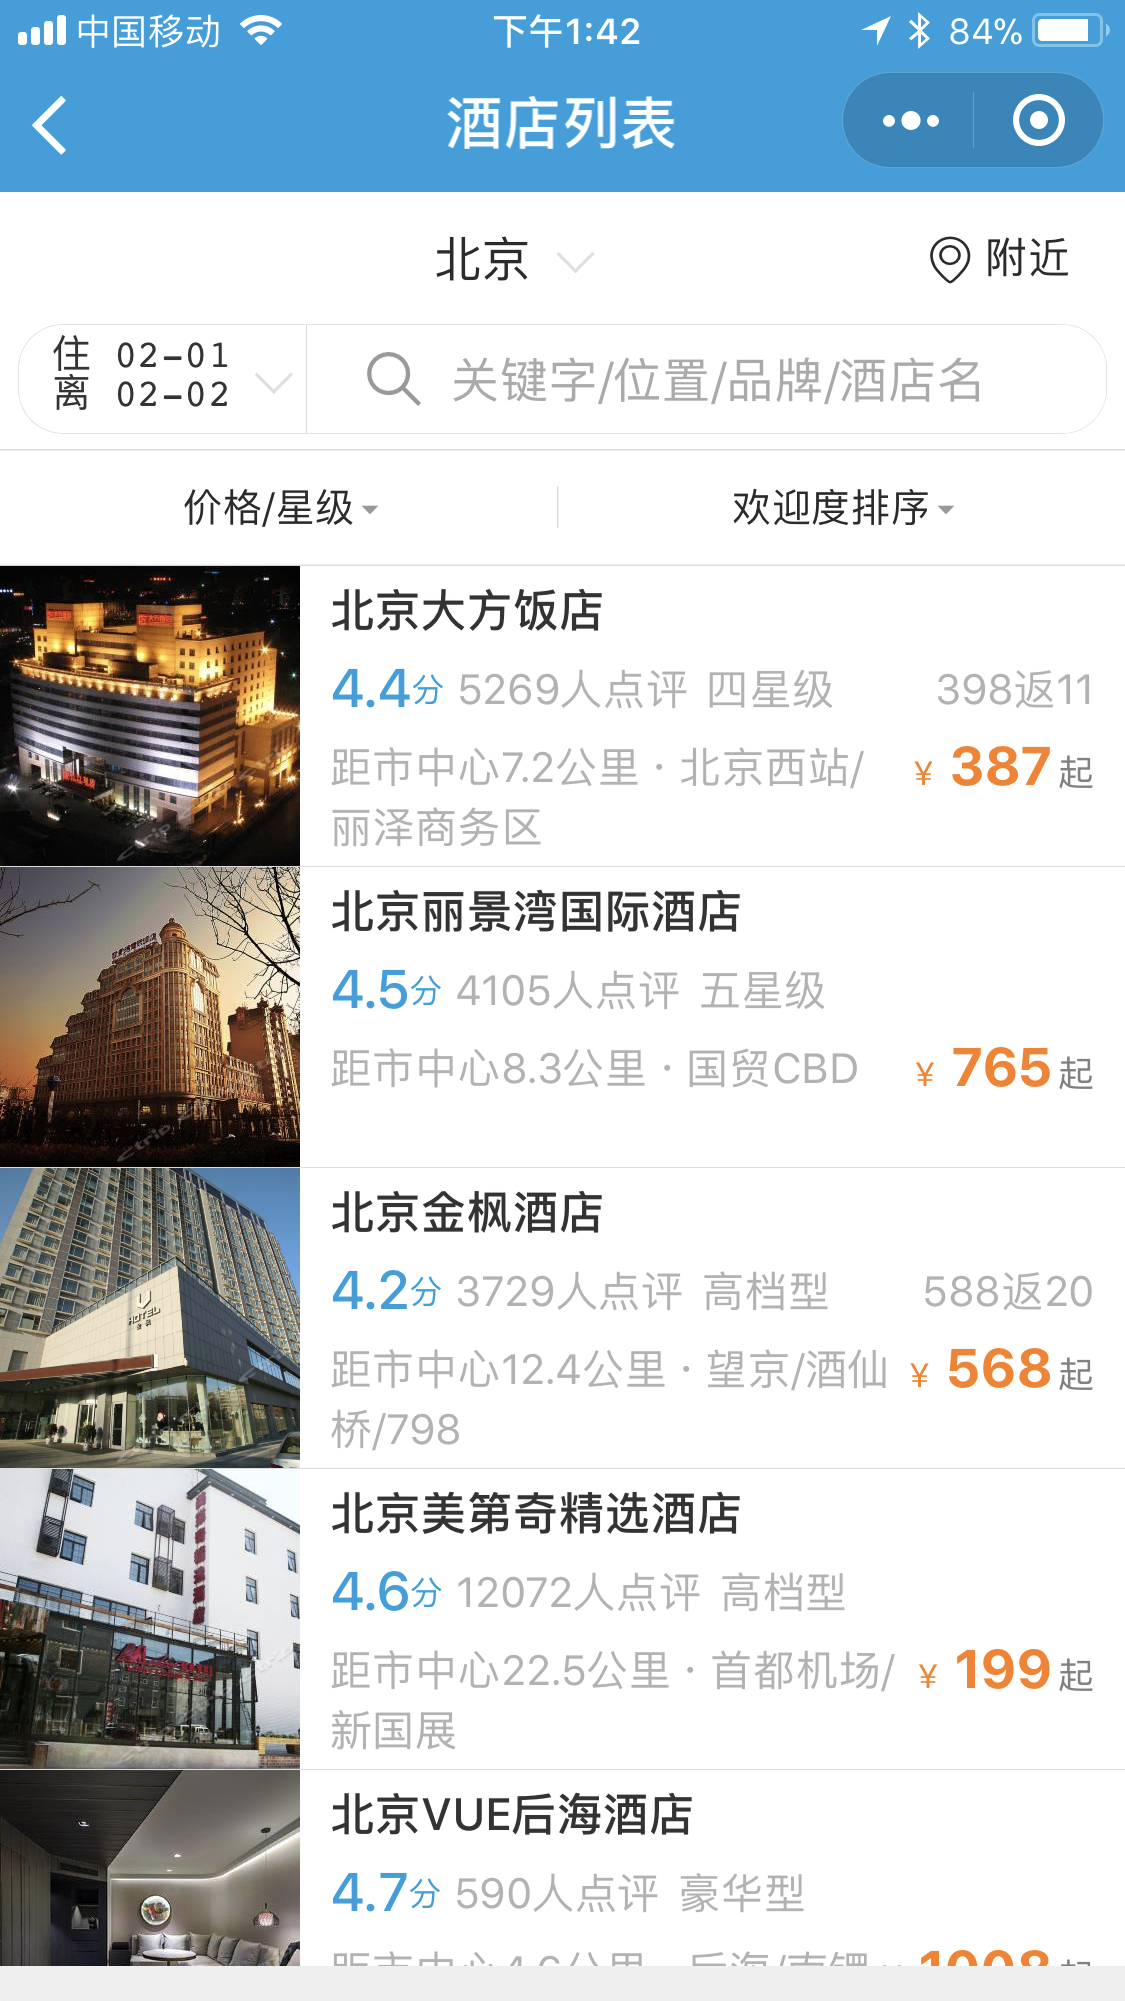 中国移动 下午1:42 84%
酒店列表
北京 附近
住 02-01
离 02-02
关键字/位置/品牌/酒店名
价格/星级 欢迎度排序
北京大方饭店
4.4分 5269人点评 四星级 398返11
距市中心7.2公里 · 北京西站/ ¥ 387起
丽泽商务区
北京丽景湾国际酒店
4.5分 4105人点评 五星级
距市中心8.3公里 · 国贸CBD ¥ 765起
北京金枫酒店
HOTEL
4.2分 3729人点评 高档型 588返20
距市中心12.4公里 · 望京/酒仙 ¥ 568起
桥/798
北京美第奇精选酒店
4.6分 12072人点评 高档型
距市中心22.5公里 · 首都机场/ ¥ 199起
新国展
北京VUE后海酒店
4.7分 590人点评 豪华型